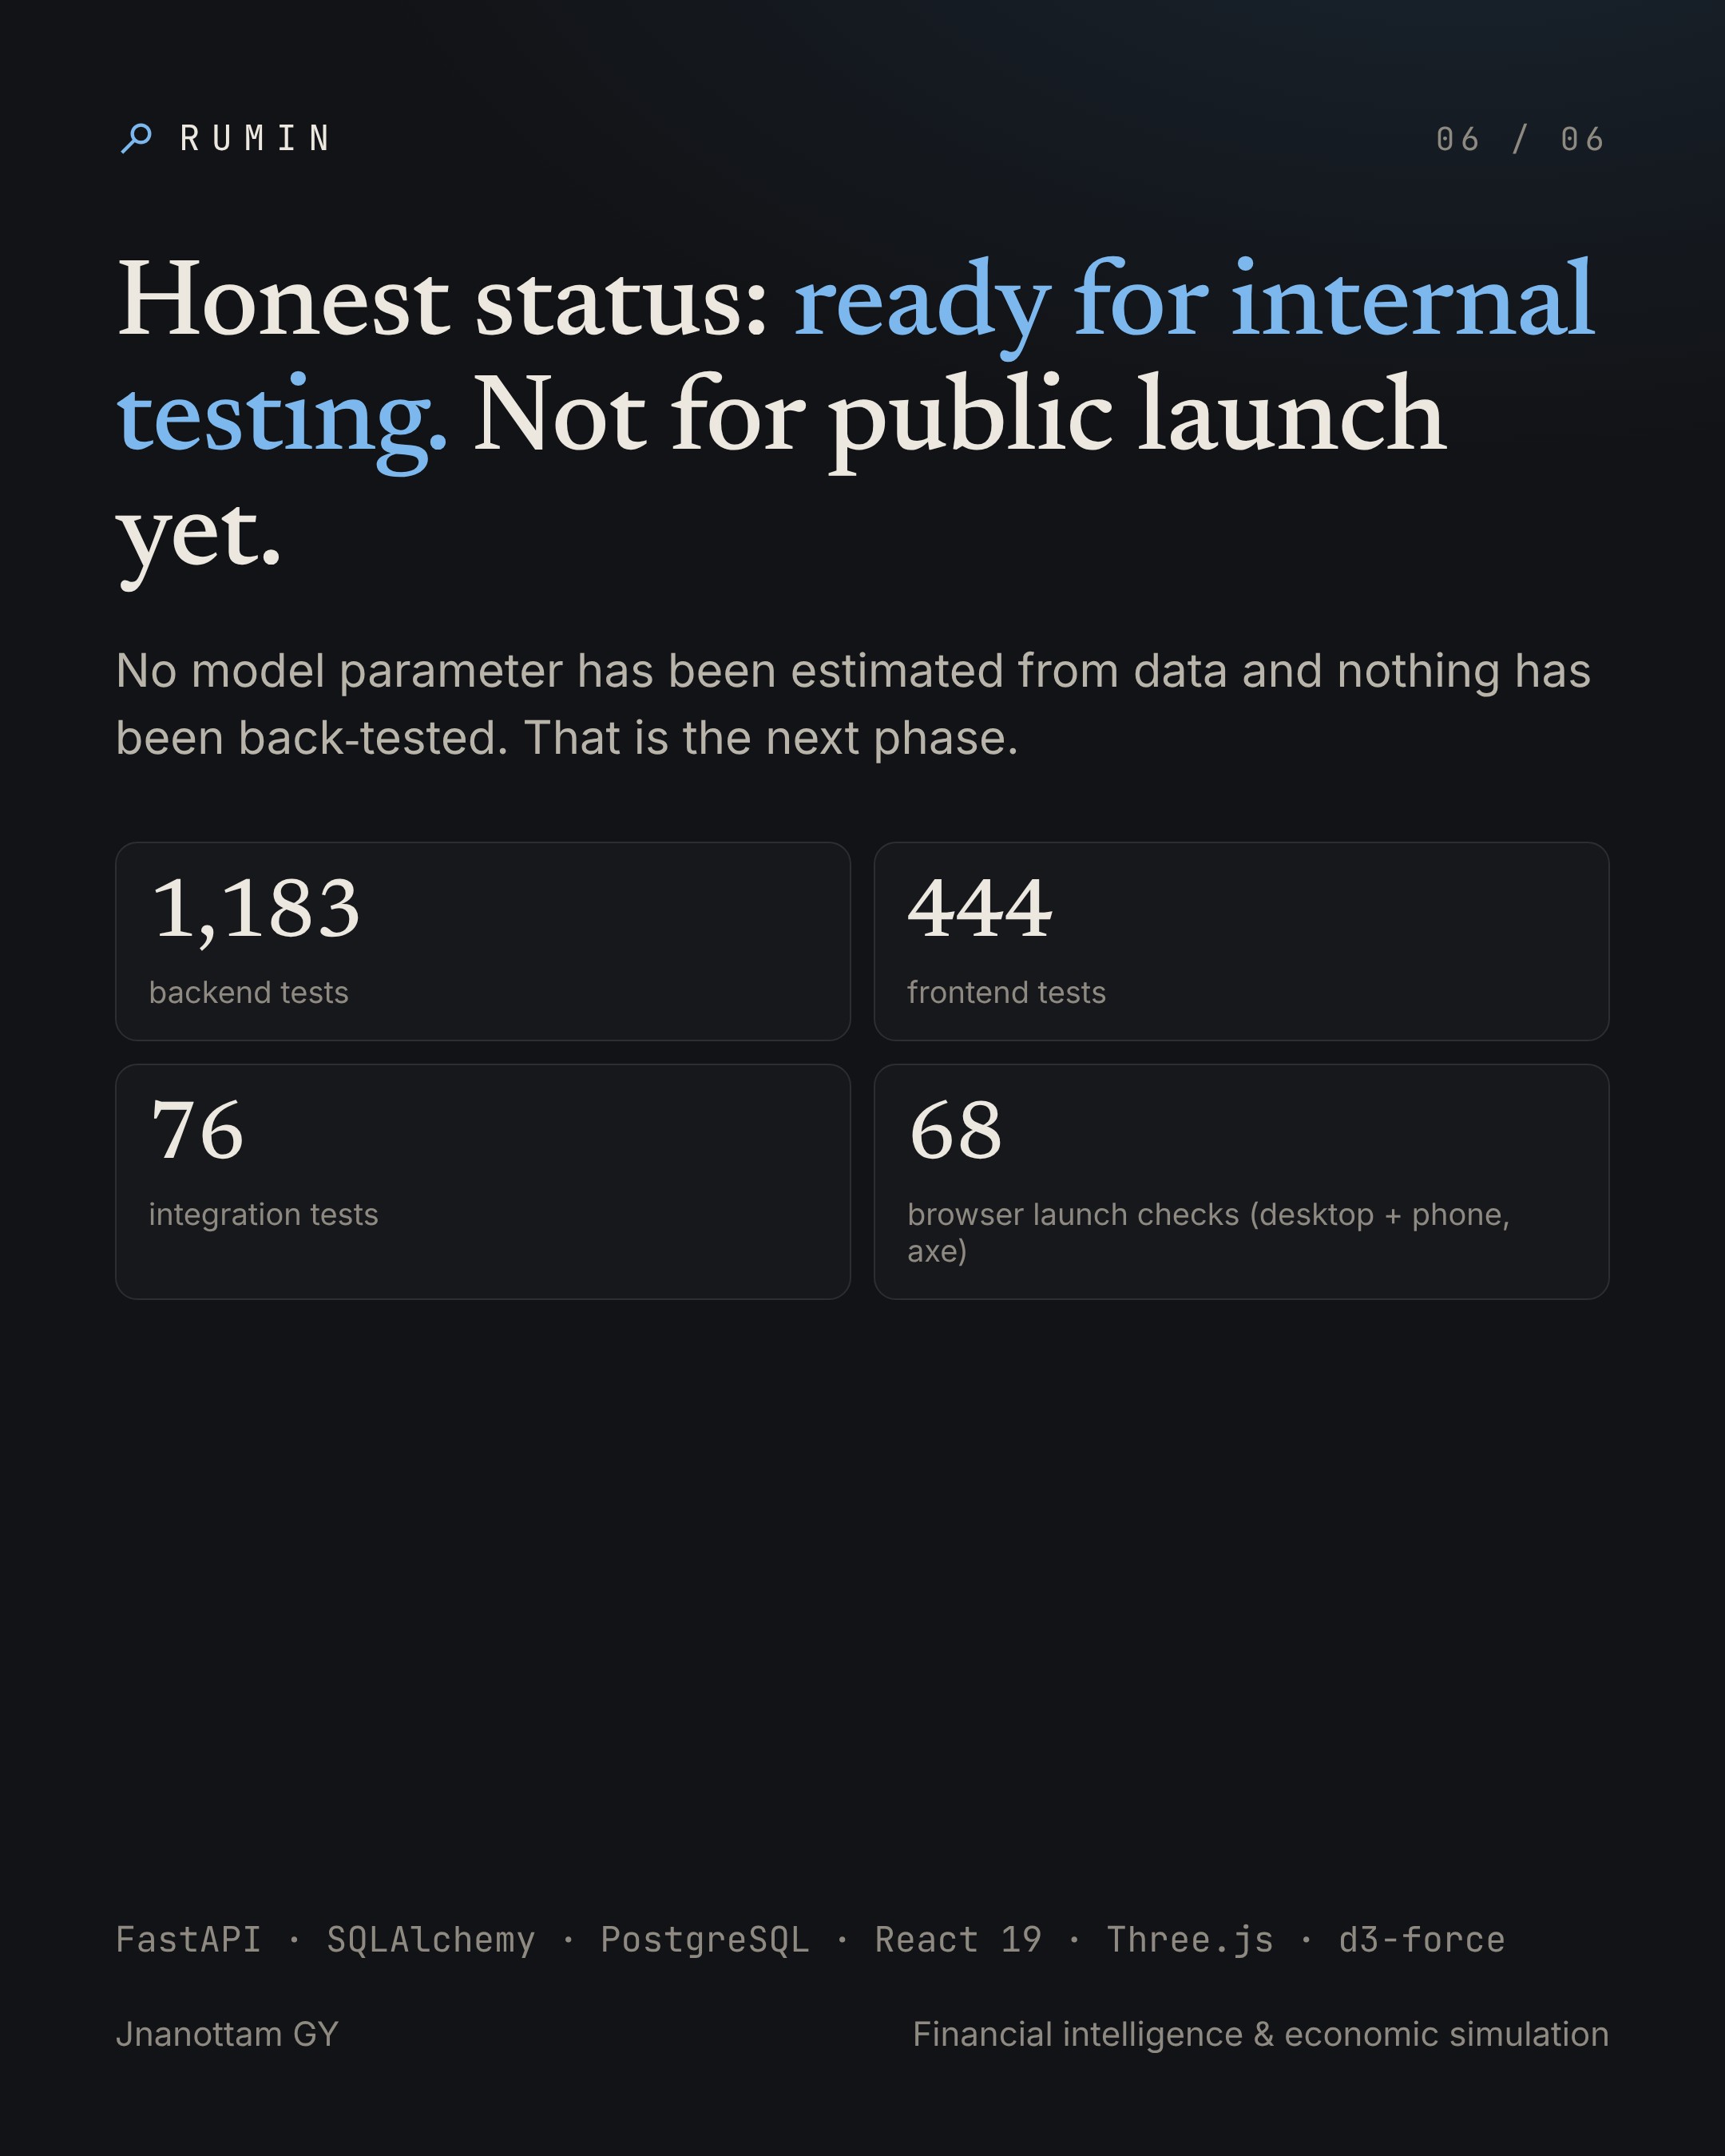 RUMIN
06 / 06
Honest status: ready for internal
testing. Not for public launch
yet.
No model parameter has been estimated from data and nothing has
been back-tested. That is the next phase.
1,183
backend tests
444
frontend tests
76
integration tests
68
browser launch checks (desktop + phone,
axe)
FastAPI · SQLAlchemy · PostgreSQL · React 19 · Three.js · d3-force
Jnanottam GY
Financial intelligence & economic simulation